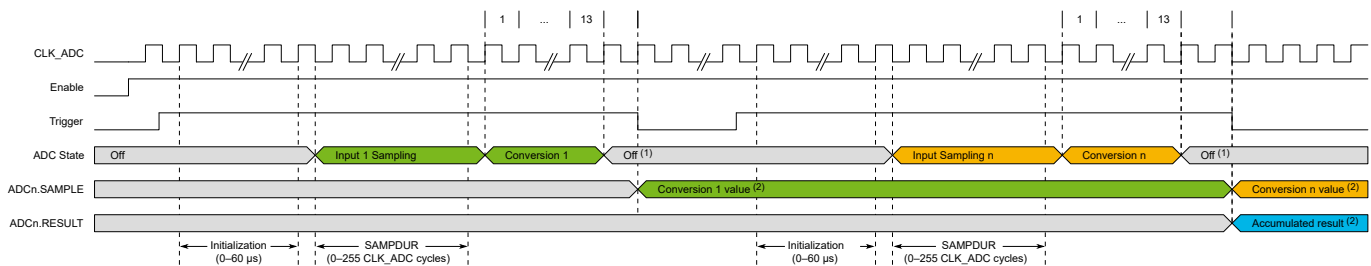 1 ... 13 1 ... 13
CLK_ADC
Enable
Trigger
ADC State Off Input 1 Sampling Conversion 1 Off (1) Input Sampling n Conversion n Off (1)
ADCn.SAMPLE Conversion 1 value (2) Conversion n value (2)
ADCn.RESULT Accumulated result (2)
Initialization SAMPDUR Initialization SAMPDUR
(0–60 µs) (0–255 CLK_ADC cycles) (0–60 µs) (0–255 CLK_ADC cycles)